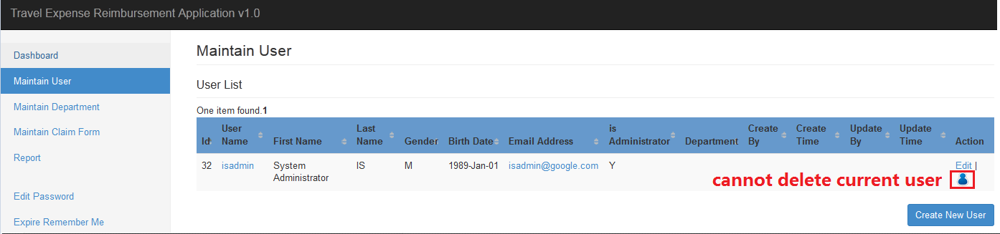 Travel Expense Reimbursement Application v1.0
Dashboard
Maintain User
Maintain Department
Maintain Claim Form
Report
Edit Password
Expire Remember Me
Maintain User
User List
One item found.1
Id User Name First Name Last Name Gender Birth Date Email Address is Administrator Department Create By Create Time Update By Update Time Action
32 isadmin System Administrator IS M 1989-Jan-01 isadmin@google.com Y Edit |
cannot delete current user
Create New User